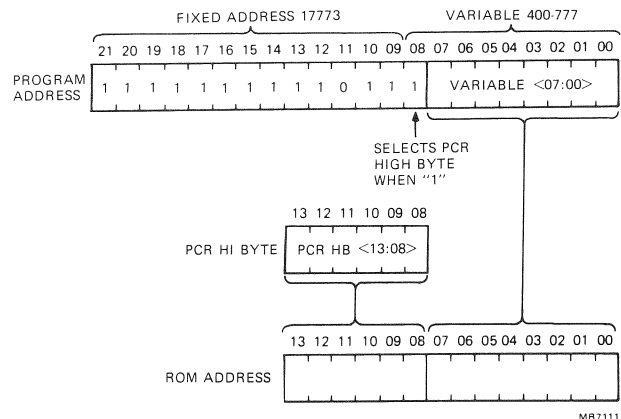 FIXED ADDRESS 17773 VARIABLE 400-777
21 20 19 18 17 16 15 14 13 12 11 10 09 08 07 06 05 04 03 02 01 00
PROGRAM
ADDRESS
1 1 1 1 1 1 1 1 1 1 0 1 1 1 VARIABLE <07:00>
SELECTS PCR
HIGH BYTE
WHEN "1"
13 12 11 10 09 08
PCR HI BYTE PCR HB <13:08>
13 12 11 10 09 08 07 06 05 04 03 02 01 00
ROM ADDRESS
MR7111